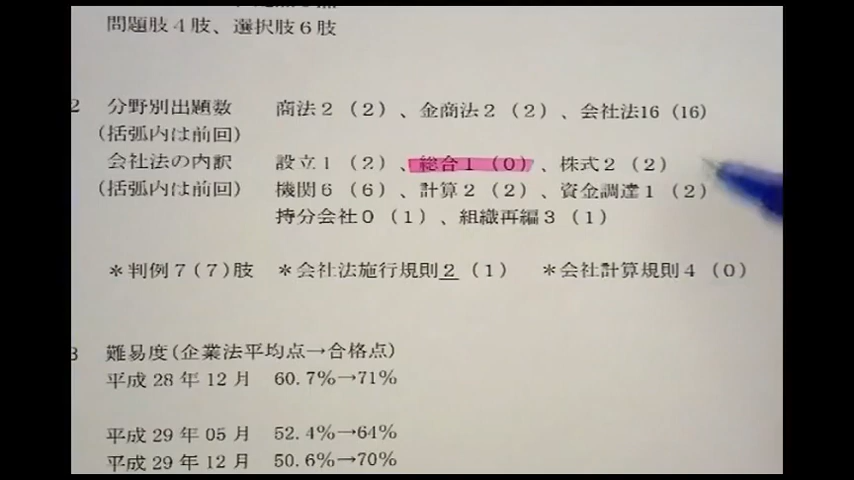 問題肢4肢、選択肢6肢
2 分野別出題数 商法2(2)、金商法2(2)、会社法16(16)
(括弧内は前回)
会社法の内訳 設立1(2)、総合1(0)、株式2(2)
(括弧内は前回) 機関6(6)、計算2(2)、資金調達1(2)
持分会社0(1)、組織再編3(1)
*判例7(7)肢 *会社法施行規則2(1) *会社計算規則4(0)
3 難易度(企業法平均点→合格点)
平成28年12月 60.7%→71%
平成29年05月 52.4%→64%
平成29年12月 50.6%→70%